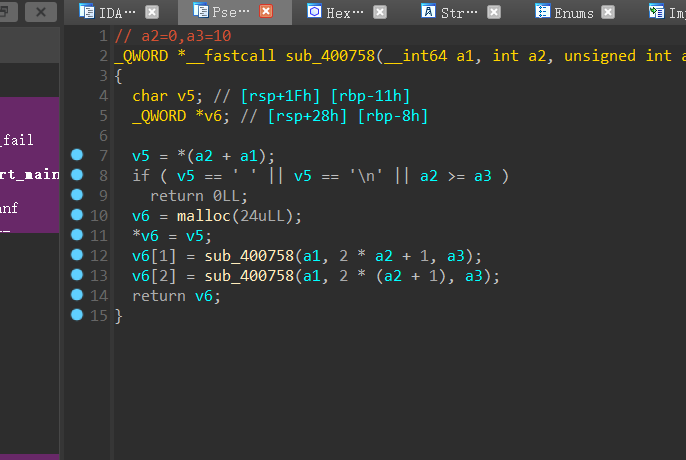 IDA…
Pse…
Hex…
Str…
Enums
Im
_fail
rt_main
anf
1 // a2=0,a3=10
2 _QWORD *__fastcall sub_400758(__int64 a1, int a2, unsigned int a
3 {
4 char v5; // [rsp+1Fh] [rbp-11h]
5 _QWORD *v6; // [rsp+28h] [rbp-8h]
6
7 v5 = *(a2 + a1);
8 if ( v5 == ' ' || v5 == '\n' || a2 >= a3 )
9 return 0LL;
10 v6 = malloc(24uLL);
11 *v6 = v5;
12 v6[1] = sub_400758(a1, 2 * a2 + 1, a3);
13 v6[2] = sub_400758(a1, 2 * (a2 + 1), a3);
14 return v6;
15 }